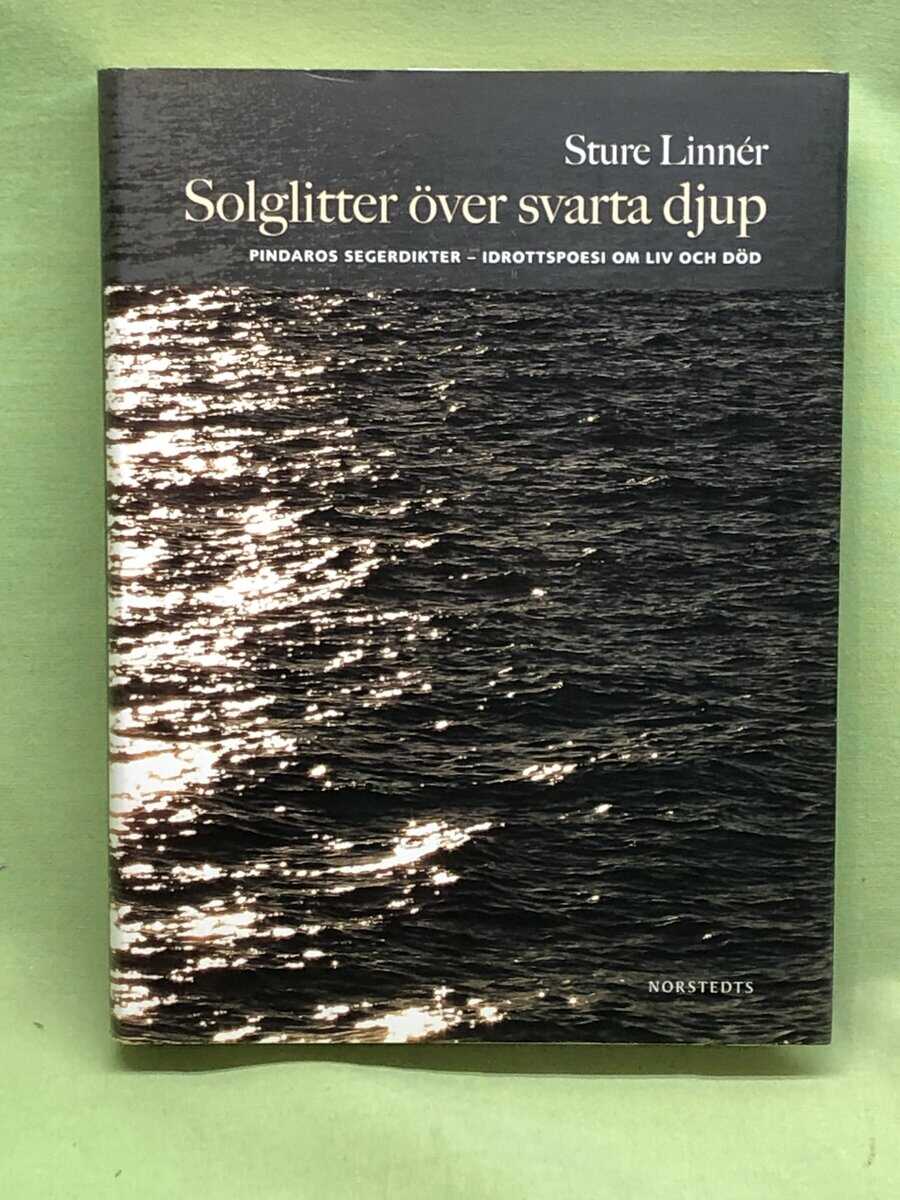 Sture Linnér
Solglitter över svarta djup
PINDAROS SEGERDIKTER – IDROTTSPOESI OM LIV OCH DÖD
NORSTEDTS